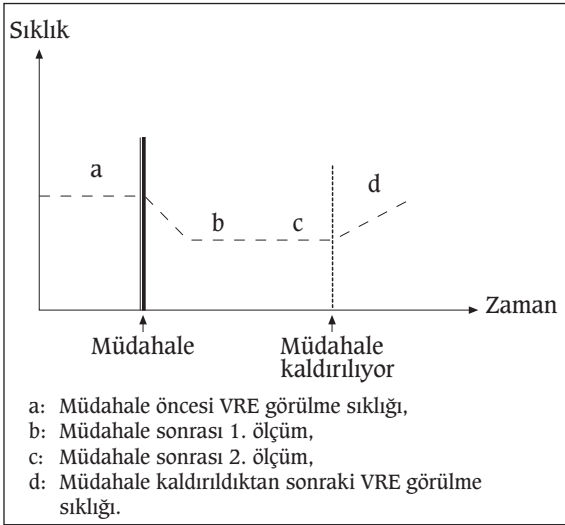 Sıklık
a
d
b
c
Zaman
Müdahale
Müdahale
kaldırılıyor
a: Müdahale öncesi VRE görülme sıklığı,
b: Müdahale sonrası 1. ölçüm,
c: Müdahale sonrası 2. ölçüm,
d: Müdahale kaldırıldıktan sonraki VRE görülme
sıklığı.